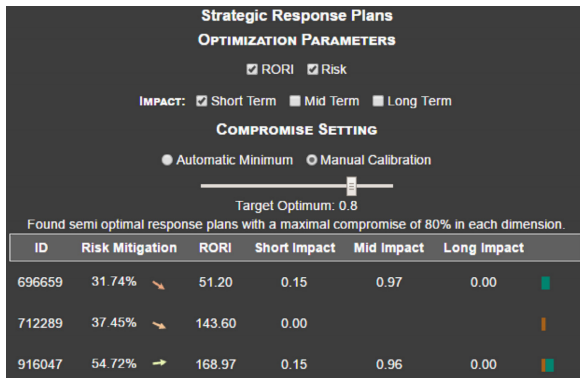 Strategic Response Plans
OPTIMIZATION PARAMETERS
RORI Risk
IMPACT: Short Term Mid Term Long Term
COMPROMISE SETTING
Automatic Minimum Manual Calibration
Target Optimum: 0.8
Found semi optimal response plans with a maximal compromise of 80% in each dimension.
ID Risk Mitigation RORI Short Impact Mid Impact Long Impact
696659 31.74% 51.20 0.15 0.97 0.00
712289 37.45% 143.60 0.00
916047 54.72% 168.97 0.15 0.96 0.00